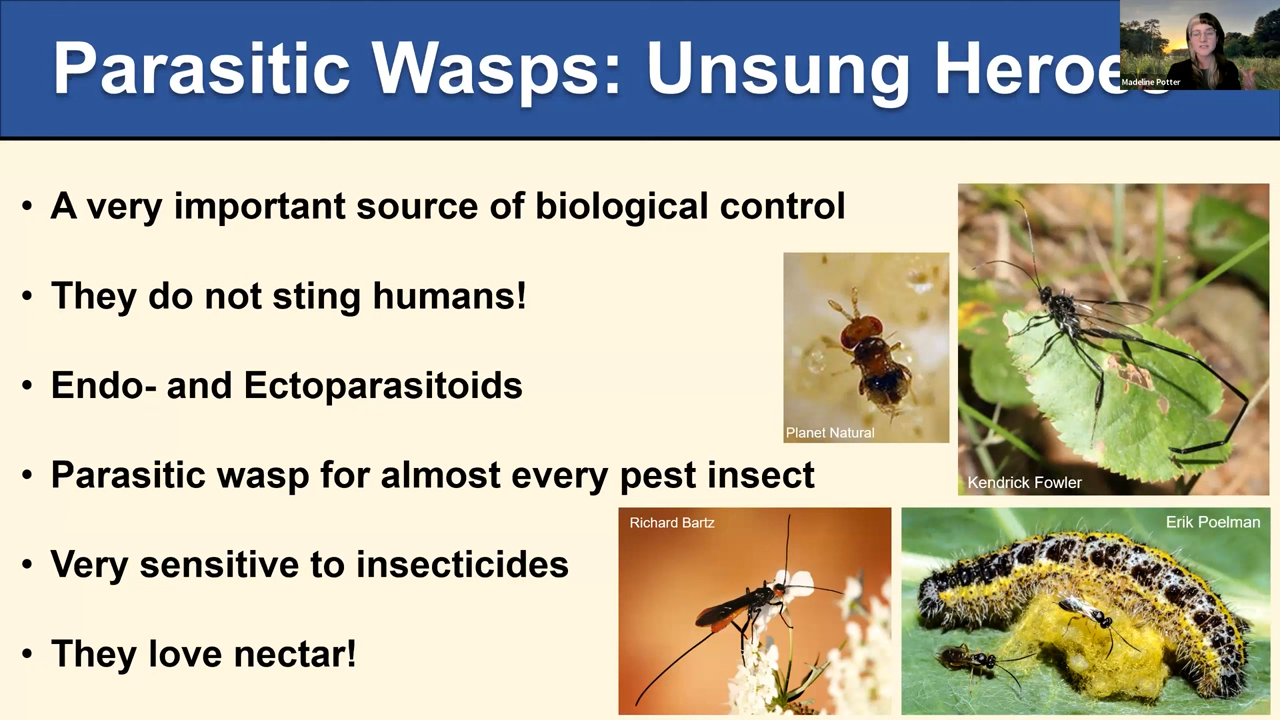 Parasitic Wasps: Unsung Heroes
Madeline Potter
• A very important source of biological control
• They do not sting humans!
• Endo- and Ectoparasitoids
• Parasitic wasp for almost every pest insect
• Very sensitive to insecticides
• They love nectar!
Planet Natural
Kendrick Fowler
Richard Bartz
Erik Poelman